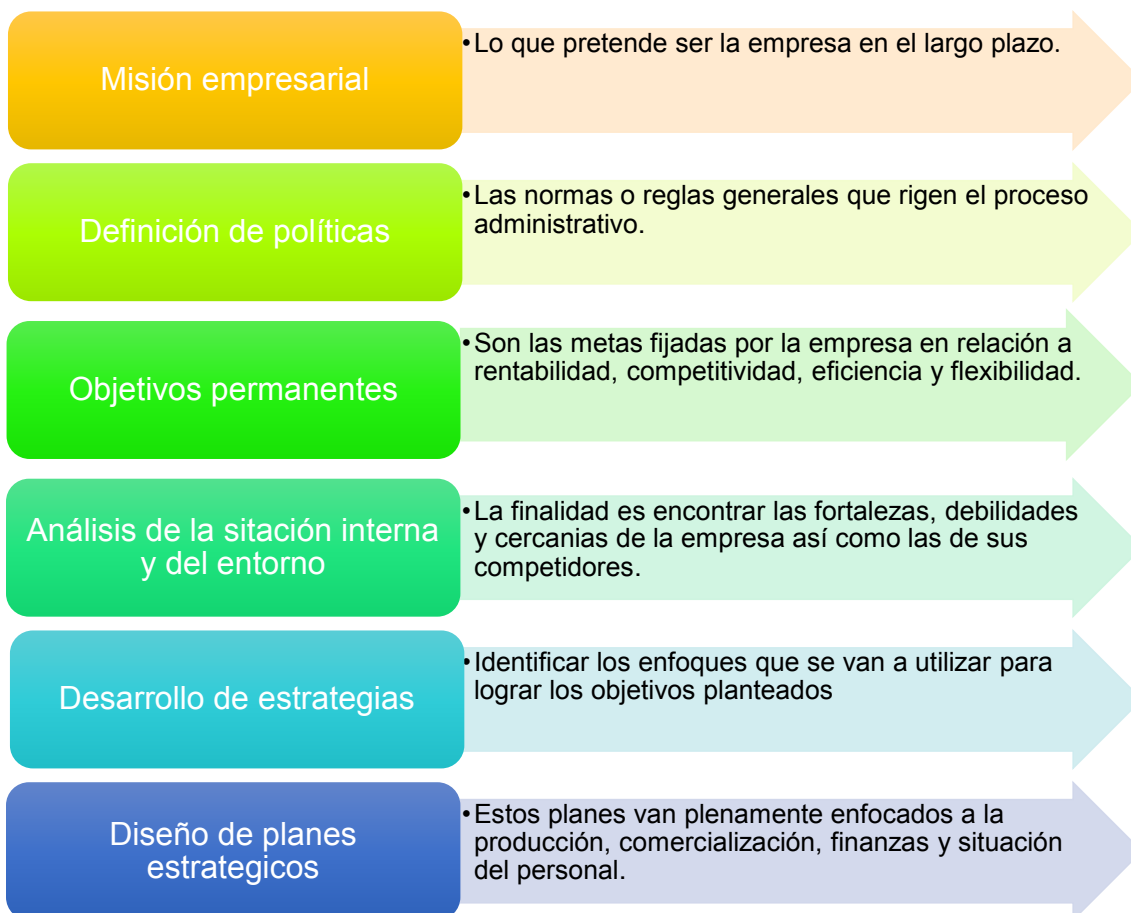 Misión empresarial
•Lo que pretende ser la empresa en el largo plazo.
Definición de políticas
•Las normas o reglas generales que rigen el proceso
administrativo.
Objetivos permanentes
•Son las metas fijadas por la empresa en relación a
rentabilidad, competitividad, eficiencia y flexibilidad.
Análisis de la sitación interna
y del entorno
•La finalidad es encontrar las fortalezas, debilidades
y cercanias de la empresa así como las de sus
competidores.
Desarrollo de estrategias
•Identificar los enfoques que se van a utilizar para
lograr los objetivos planteados
Diseño de planes
estrategicos
•Estos planes van plenamente enfocados a la
producción, comercialización, finanzas y situación
del personal.